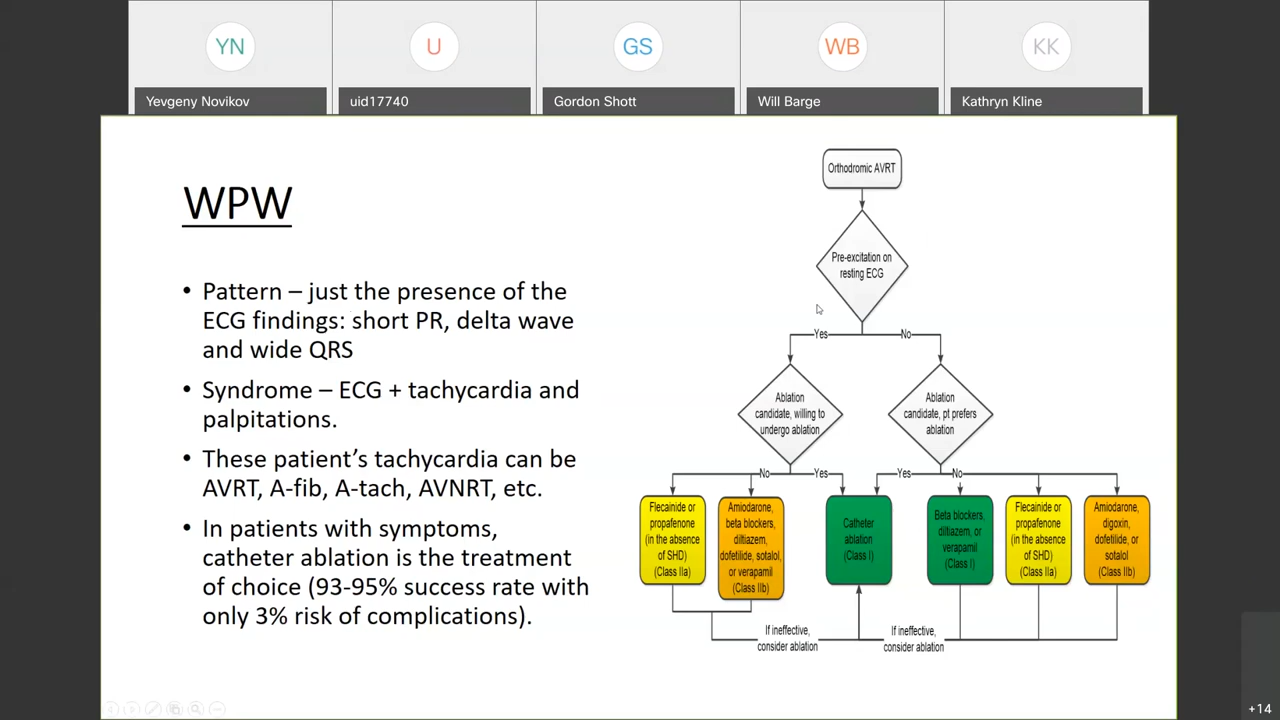 YN
U
GS
WB
KK
Yevgeny Novikov
uid17740
Gordon Shott
Will Barge
Kathryn Kline
WPW
• Pattern – just the presence of the
ECG findings: short PR, delta wave
and wide QRS
• Syndrome – ECG + tachycardia and
palpitations.
• These patient’s tachycardia can be
AVRT, A-fib, A-tach, AVNRT, etc.
• In patients with symptoms,
catheter ablation is the treatment
of choice (93-95% success rate with
only 3% risk of complications).
Orthodromic AVRT
Pre-excitation on
resting ECG
Yes
No
Ablation
candidate, willing to
undergo ablation
Ablation
candidate, pt prefers
ablation
No
Yes
Yes
No
Flecainide or
propafenone
(in the absence
of SHD)
(Class IIa)
Amiodarone,
beta blockers,
diltiazem,
dofetilide, sotalol,
or verapamil
(Class IIb)
Catheter
ablation
(Class I)
Beta blockers,
diltiazem, or
verapamil
(Class I)
Flecainide or
propafenone
(in the absence
of SHD)
(Class IIa)
Amiodarone,
digoxin,
dofetilide, or
sotalol
(Class IIb)
If ineffective,
consider ablation
If ineffective,
consider ablation
+14